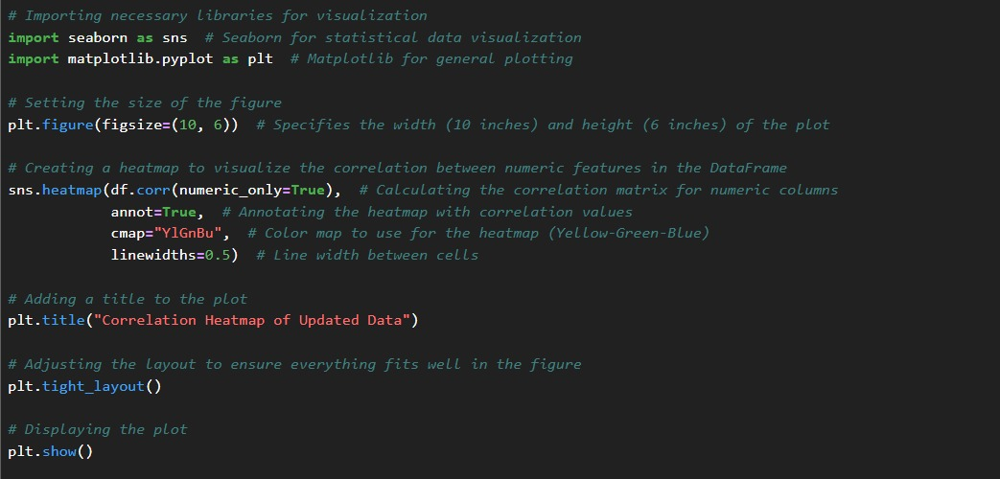 # Importing necessary libraries for visualization
import seaborn as sns  # Seaborn for statistical data visualization
import matplotlib.pyplot as plt  # Matplotlib for general plotting

# Setting the size of the figure
plt.figure(figsize=(10, 6))  # Specifies the width (10 inches) and height (6 inches) of the plot

# Creating a heatmap to visualize the correlation between numeric features in the DataFrame
sns.heatmap(df.corr(numeric_only=True),  # Calculating the correlation matrix for numeric columns
            annot=True,  # Annotating the heatmap with correlation values
            cmap="YlGnBu",  # Color map to use for the heatmap (Yellow-Green-Blue)
            linewidths=0.5)  # Line width between cells

# Adding a title to the plot
plt.title("Correlation Heatmap of Updated Data")

# Adjusting the layout to ensure everything fits well in the figure
plt.tight_layout()

# Displaying the plot
plt.show()